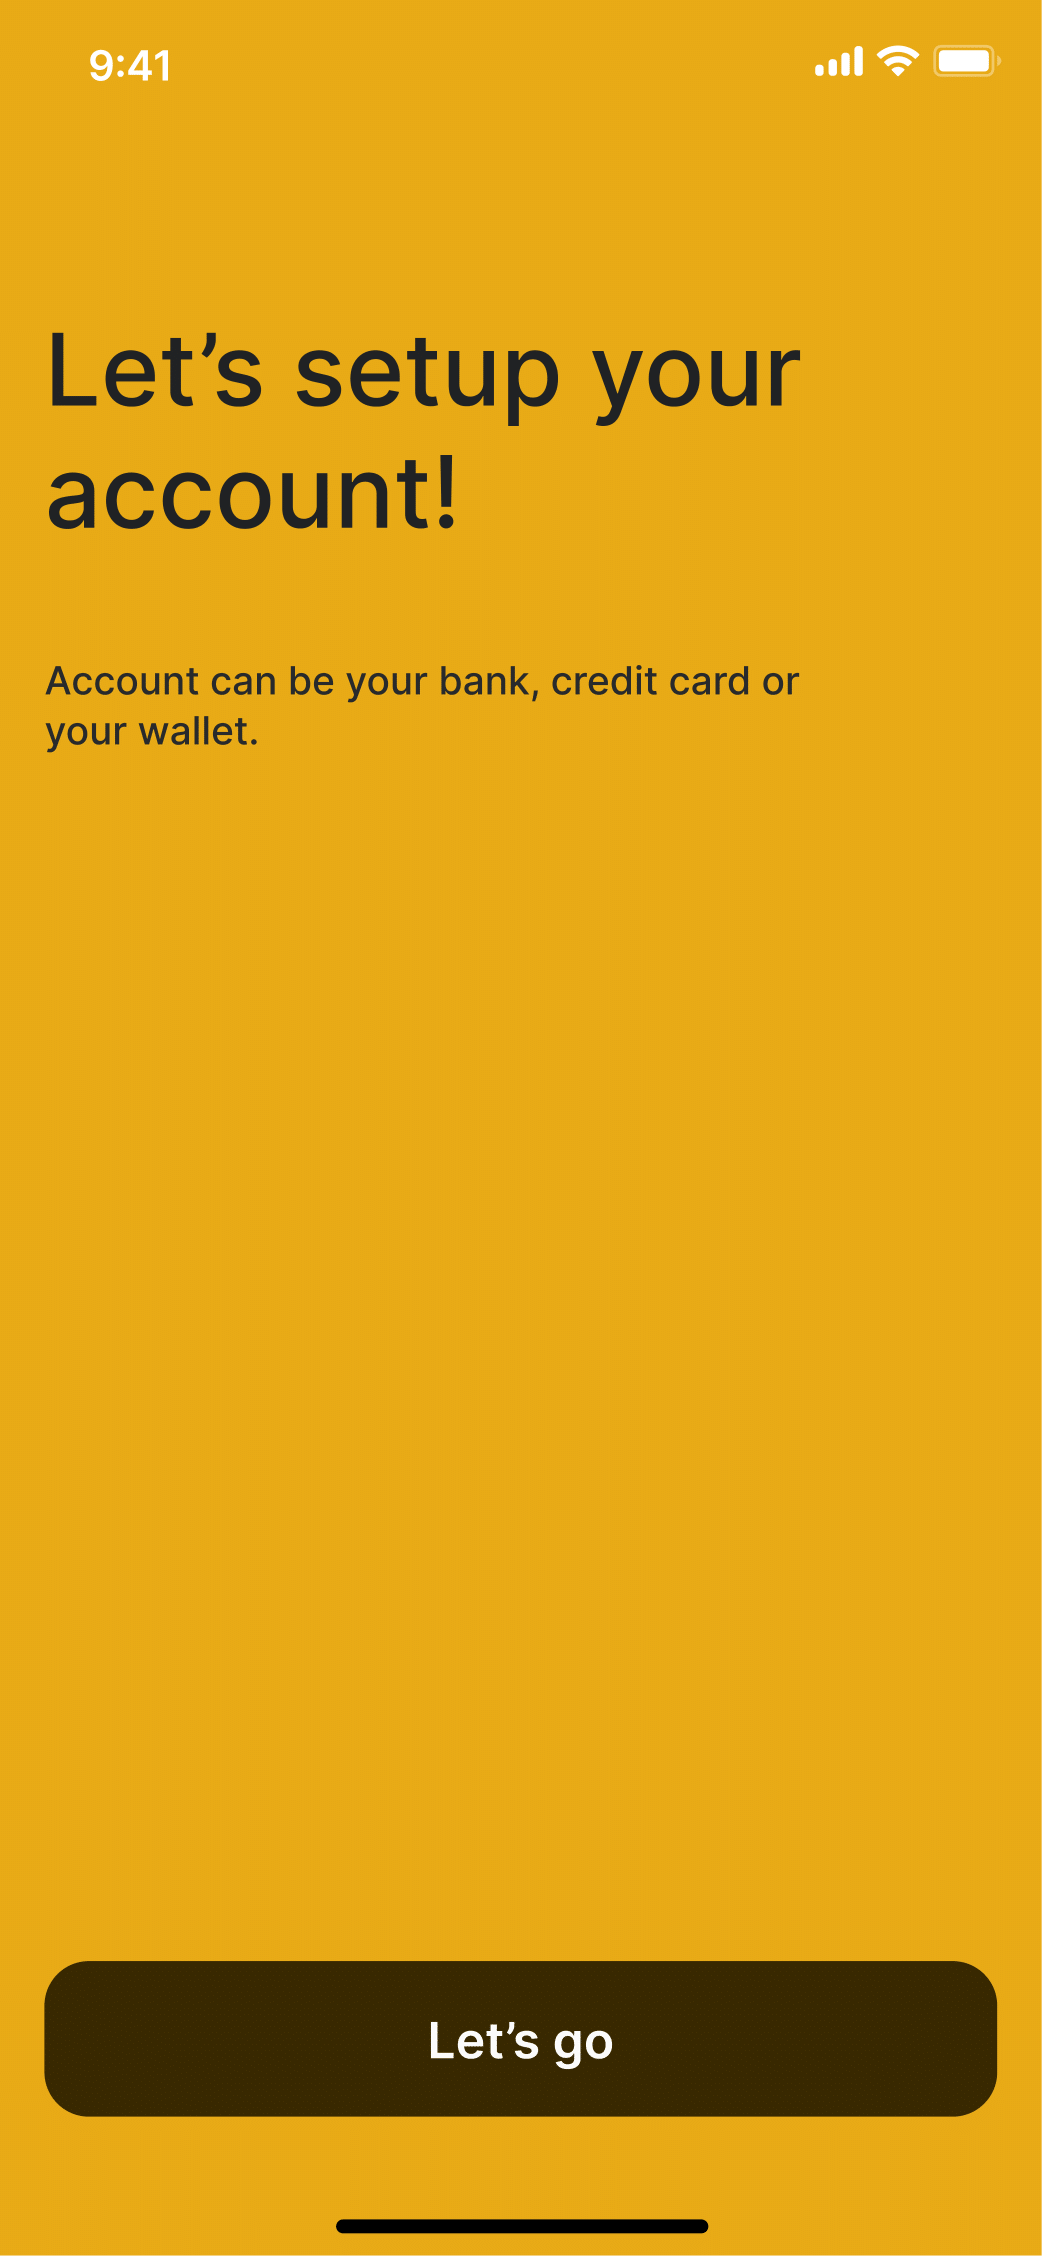 9:41
Let’s setup your
account!
Account can be your bank, credit card or
your wallet.
Let’s go